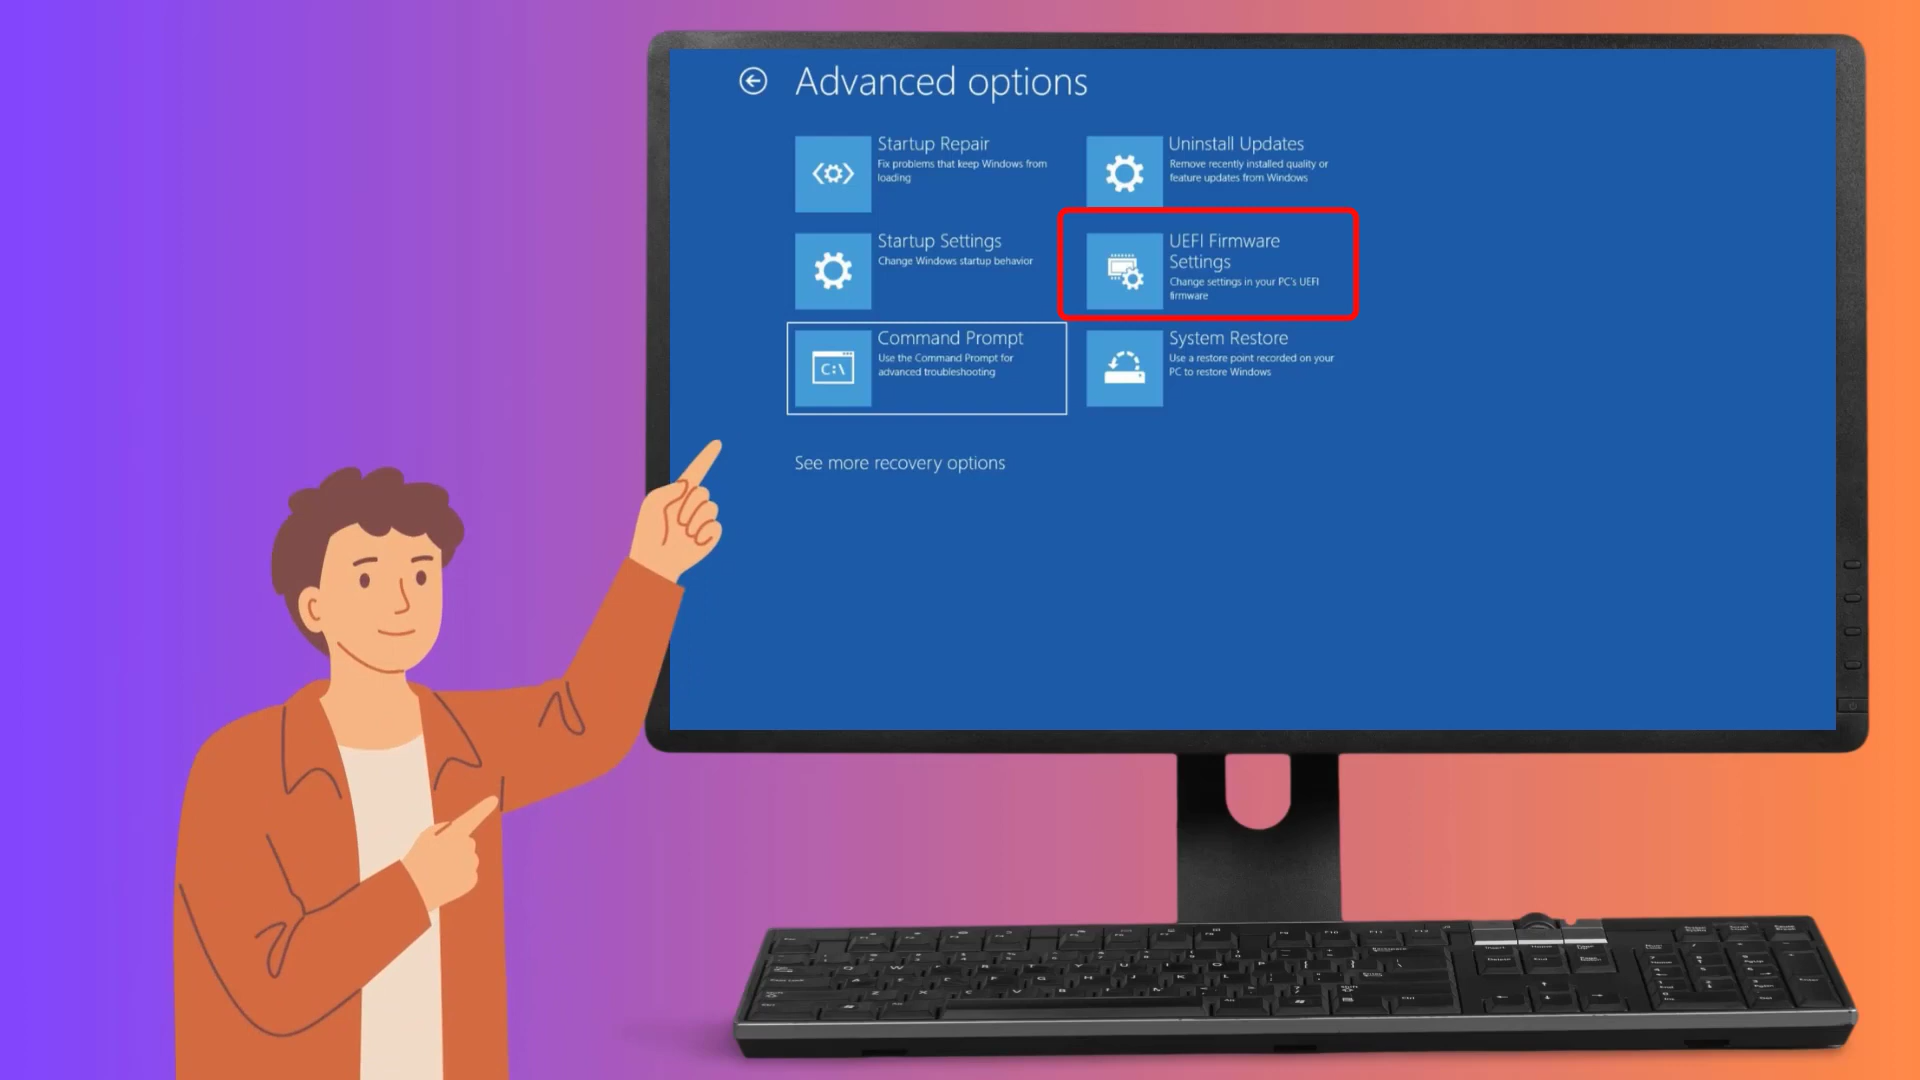 Advanced options
Startup Repair
Fix problems that keep Windows from
loading
Uninstall Updates
Remove recently installed quality or
feature updates from Windows
Startup Settings
Change Windows startup behavior
UEFI Firmware
Settings
Change settings in your PC's UEFI
firmware
C:\
Command Prompt
Use the Command Prompt for
advanced troubleshooting
System Restore
Use a restore point recorded on your
PC to restore Windows
See more recovery options